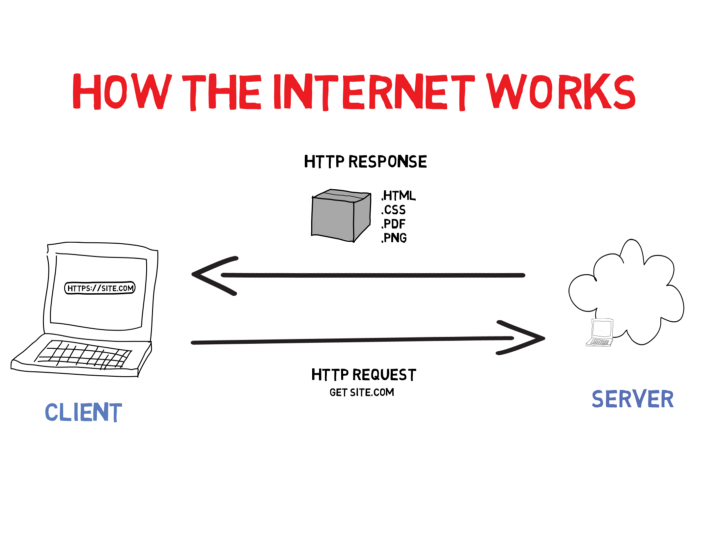 HOW THE INTERNET WORKS
HTTP RESPONSE
.HTML
.CSS
.PDF
.PNG
HTTPS://SITE.COM
HTTP REQUEST
GET SITE.COM
CLIENT
SERVER